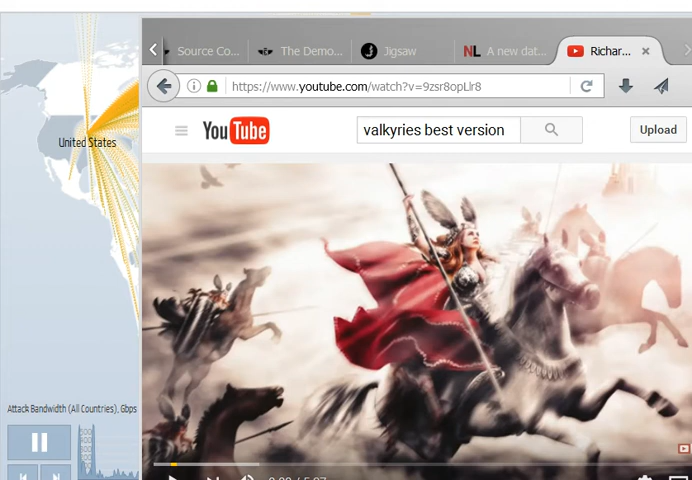 Source Co...
The Demo...
Jigsaw
NL A new dat...
Richar...
https://www.youtube.com/watch?v=9zsr8opLlr8
YouTube
valkyries best version
Upload
United States
Attack Bandwidth (All Countries), Gbps